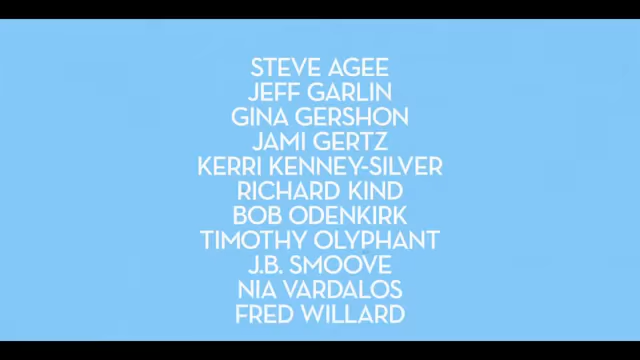 STEVE AGEE
JEFF GARLIN
GINA GERSHON
JAMI GERTZ
KERRI KENNEY-SILVER
RICHARD KIND
BOB ODENKIRK
TIMOTHY OLYPHANT
J.B. SMOOVE
NIA VARDALOS
FRED WILLARD